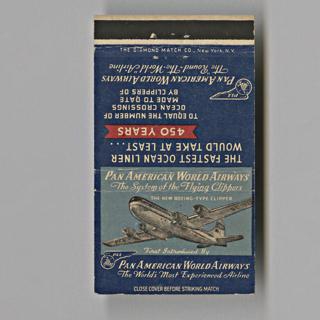 THE DIAMOND MATCH CO., New York, N.Y.
PAN AMERICAN WORLD AIRWAYS
The "Round-The-World" Airline
THE FASTEST OCEAN LINER
WOULD TAKE AT LEAST....
450 YEARS
TO EQUAL THE NUMBER OF
OCEAN CROSSINGS
MADE TO DATE
BY CLIPPERS OF
PAN AMERICAN WORLD AIRWAYS
The System of the Flying Clippers
THE NEW BOEING-TYPE CLIPPER
First Introduced By
PAA
PAN AMERICAN WORLD AIRWAYS
The World's Most Experienced Airline
CLOSE COVER BEFORE STRIKING MATCH